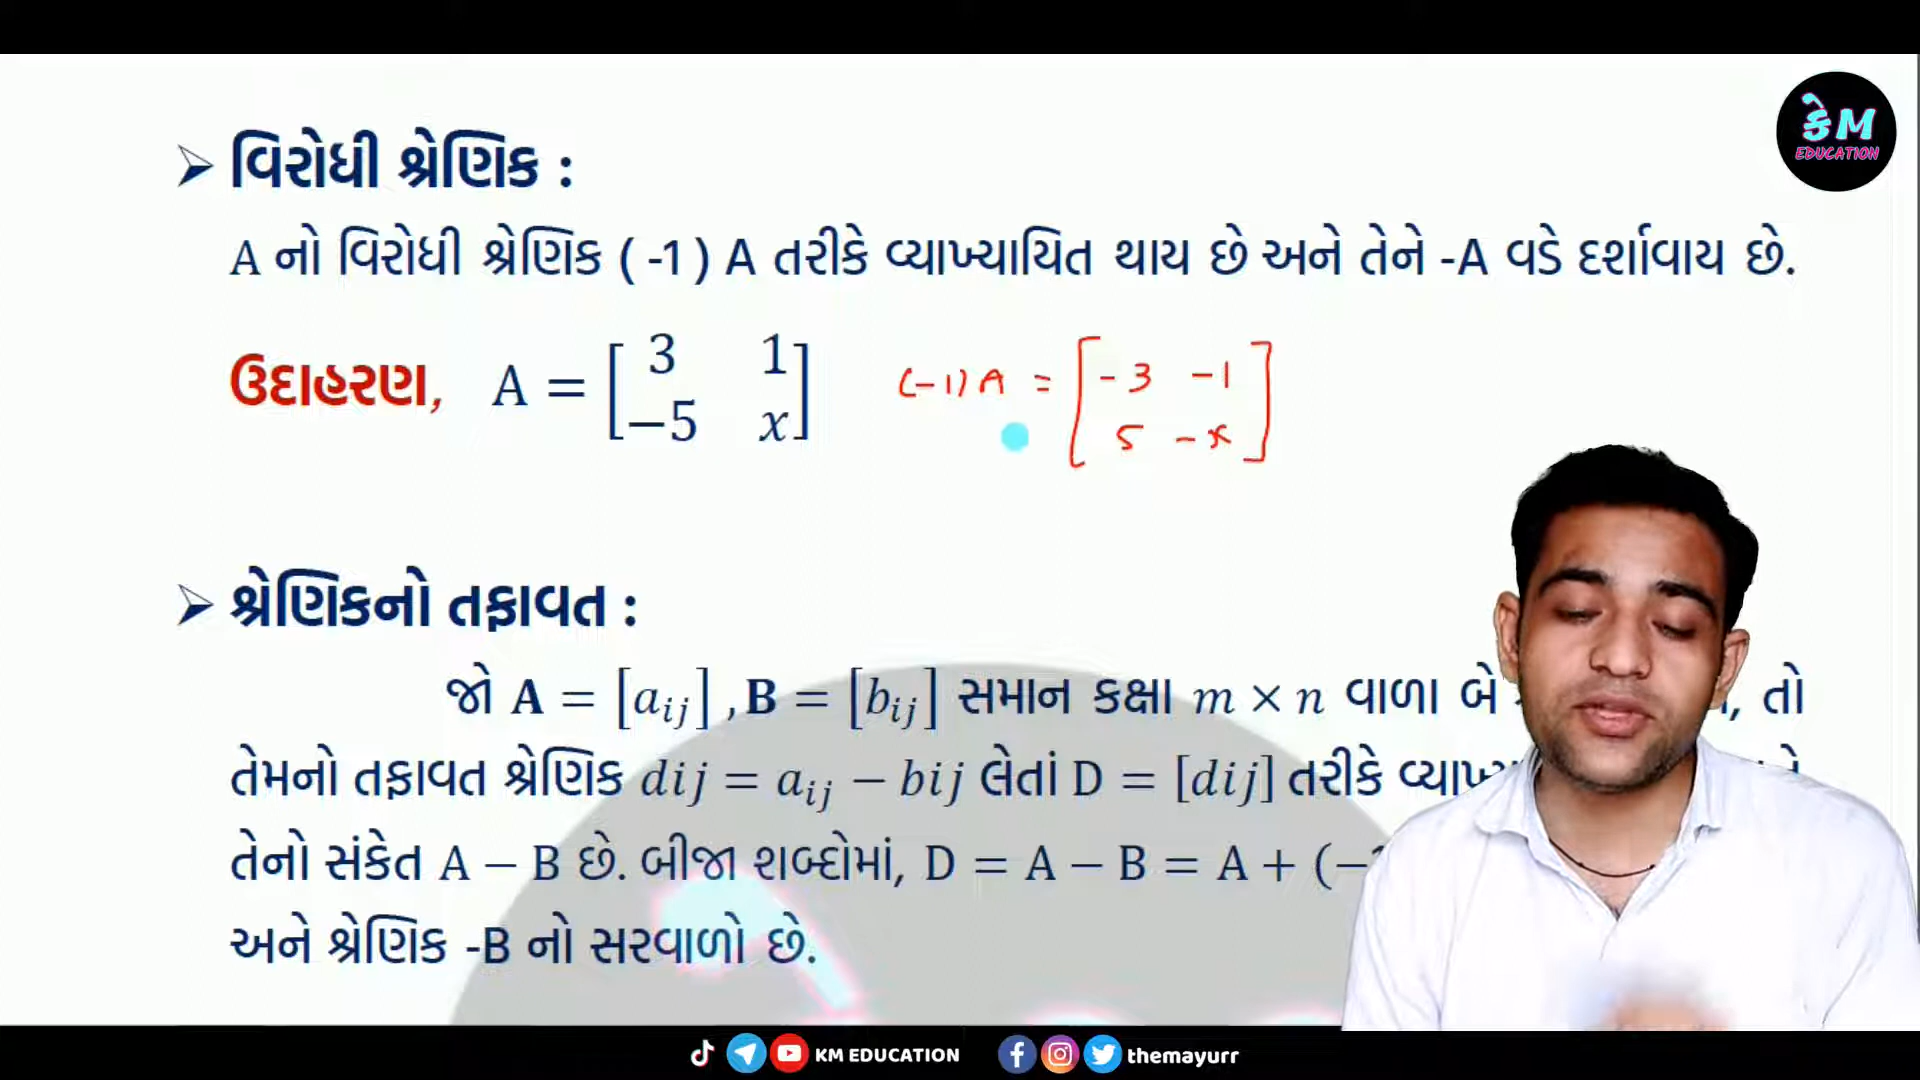 કેM
EDUCATION
➢ વિરોધી શ્રેણિક :
A નો વિરોધી શ્રેણિક ( -1 ) A તરીકે વ્યાખ્યાયિત થાય છે અને તેને -A વડે દર્શાવાય છે.
ઉદાહરણ, A = [3 1 −5 x] (-1) A = [-3 -1 5 -x]
➢ શ્રેણિકનો તફાવત :
જો A = [aᵢⱼ] , B = [bᵢⱼ] સમાન કક્ષા m × n વાળા બે , તો
તેમનો તફાવત શ્રેણિક dij = aᵢⱼ − bij લેતાં D = [dij] તરીકે
તેનો સંકેત A − B છે. બીજા શબ્દોમાં, D = A − B = A + (−
અને શ્રેણિક -B નો સરવાળો છે.
KM EDUCATION themayurr